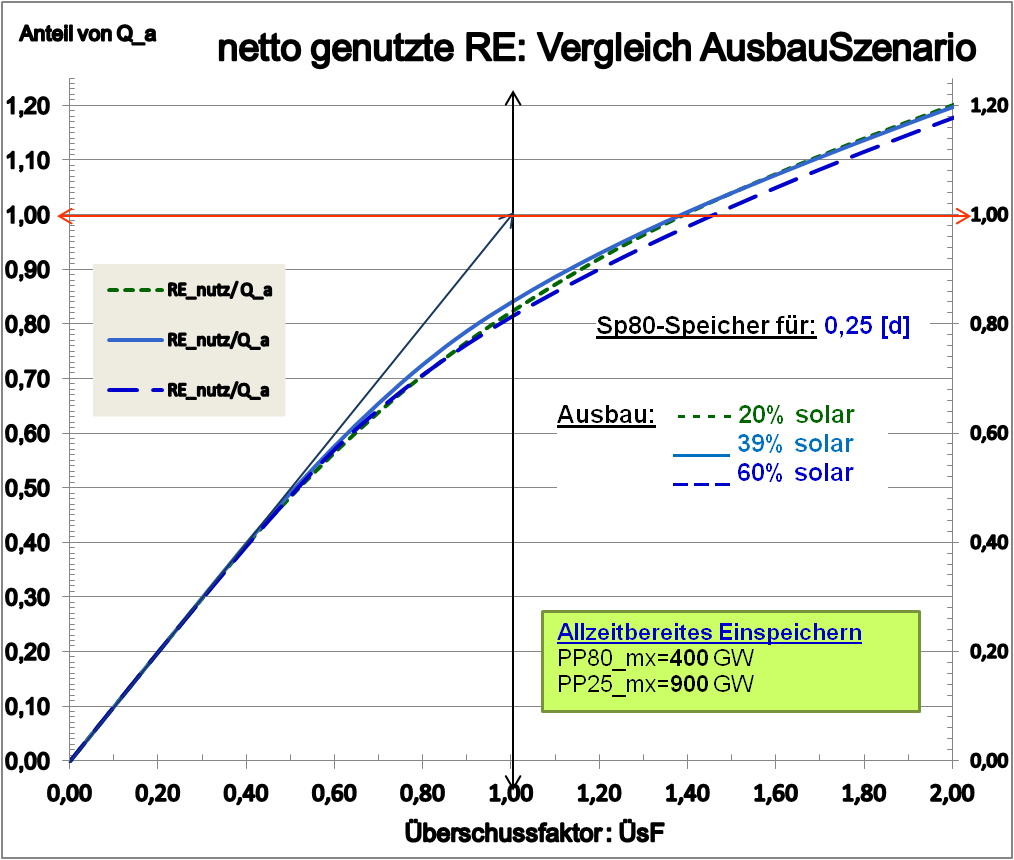 Anteil von Q_a
netto genutzte RE: Vergleich AusbauSzenario
1,20
1,10
1,00
0,90
0,80
0,70
0,60
0,50
0,40
0,30
0,20
0,10
0,00
1,20
1,00
0,80
0,60
0,40
0,20
0,00
RE_nutz/Q_a
RE_nutz/Q_a
RE_nutz/Q_a
Sp80-Speicher für: 0,25 [d]
Ausbau: 20% solar
39% solar
60% solar
Allzeitbereites Einspeichern
PP80_mx=400 GW
PP25_mx=900 GW
0,00 0,20 0,40 0,60 0,80 1,00 1,20 1,40 1,60 1,80 2,00
Überschussfaktor: ÜsF